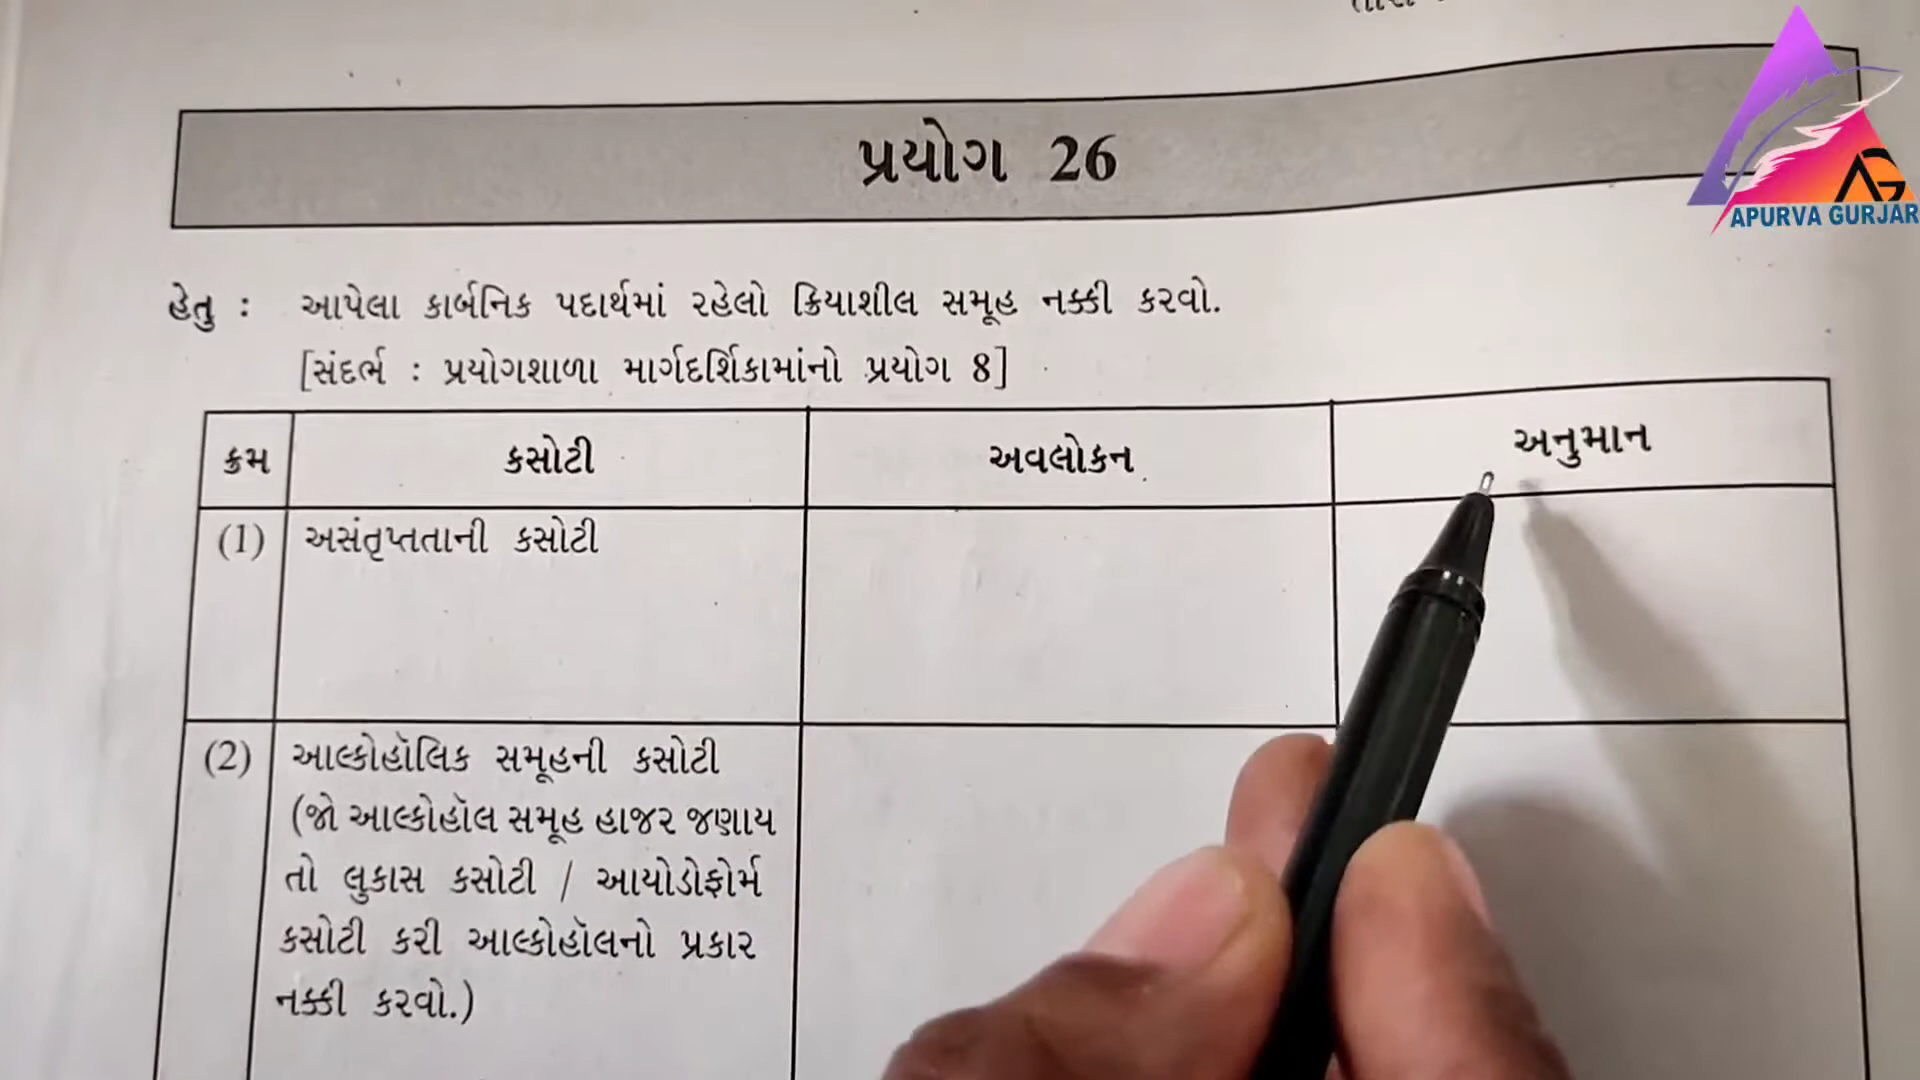 પ્રયોગ 26
AG
APURVA GURJAR
હેતુ : આપેલા કાર્બનિક પદાર્થમાં રહેલો ક્રિયાશીલ સમૂહ નક્કી કરવો.
[સંદર્ભ : પ્રયોગશાળા માર્ગદર્શિકામાંનો પ્રયોગ 8]
ક્રમ કસોટી અવલોકન અનુમાન
(1) અસંતૃપ્તતાની કસોટી
(2) આલ્કોહૉલિક સમૂહની કસોટી
(જો આલ્કોહૉલ સમૂહ હાજર જણાય
તો લુકાસ કસોટી / આયોડોફોર્મ
કસોટી કરી આલ્કોહૉલનો પ્રકાર
નક્કી કરવો.)